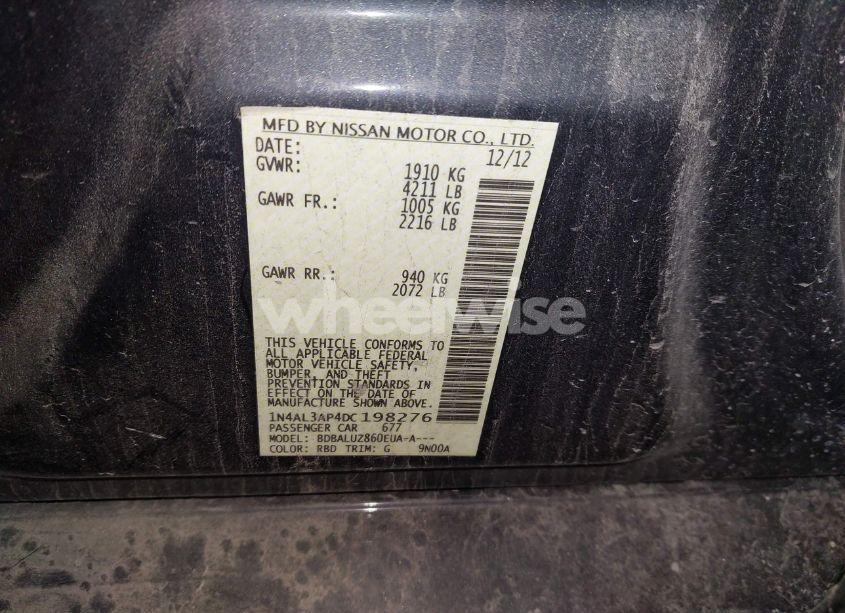 MFD BY NISSAN MOTOR CO., LTD.
DATE: 12/12
GVWR: 1910 KG
4211 LB
GAWR FR.: 1005 KG
2216 LB
GAWR RR.: 940 KG
2072 LB
wheelwise
THIS VEHICLE CONFORMS TO
ALL APPLICABLE FEDERAL
MOTOR VEHICLE SAFETY,
BUMPER, AND THEFT
PREVENTION STANDARDS IN
EFFECT ON THE DATE OF
MANUFACTURE SHOWN ABOVE.
1N4AL3AP4DC198276
PASSENGER CAR 677
MODEL: BDBALUZ860EUA-A---
COLOR: RBD TRIM: G 9N00A